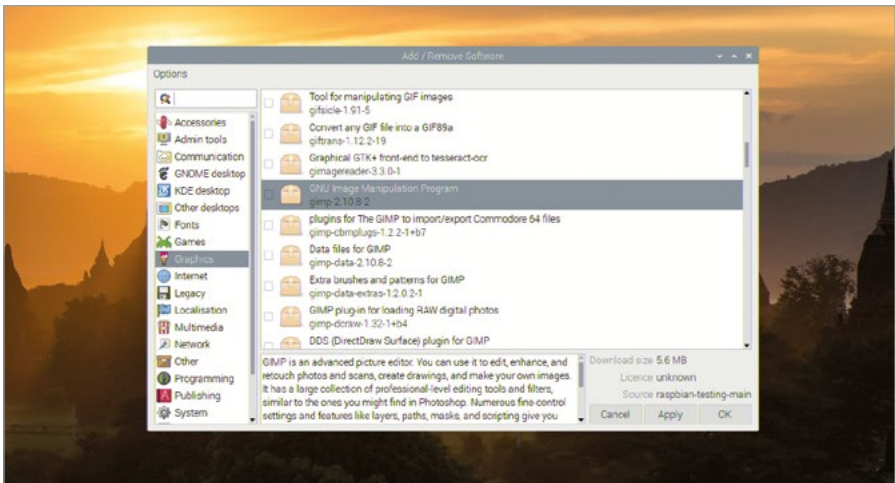 Add / Remove Software
Options
Accessories
Admin tools
Communication
GNOME desktop
KDE desktop
Other desktops
Fonts
Games
Graphics
Internet
Legacy
Localisation
Multimedia
Network
Other
Programming
Publishing
System
Tool for manipulating GIF images
gifsicle-1.91-5
Convert any GIF file into a GIF89a
giftrans-1.12.2-19
Graphical GTK+ front-end to tesseract-ocr
gimagereader-3.3.0-1
GNU Image Manipulation Program
gimp-2.10.8-2
plugins for The GIMP to import/export Commodore 64 files
gimp-cbmplugs-1.2.2-1+b7
Data files for GIMP
gimp-data-2.10.8-2
Extra brushes and patterns for GIMP
gimp-data-extras-1:2.0.2-1
GIMP plug-in for loading RAW digital photos
gimp-dcraw-1.32-1+b4
DDS (DirectDraw Surface) plugin for GIMP
GIMP is an advanced picture editor. You can use it to edit, enhance, and
retouch photos and scans, create drawings, and make your own images.
It has a large collection of professional-level editing tools and filters,
similar to the ones you might find in Photoshop. Numerous fine-control
settings and features like layers, paths, masks, and scripting give you
Download size 5.6 MB
Licence unknown
Source raspbian-testing-main
Cancel Apply OK